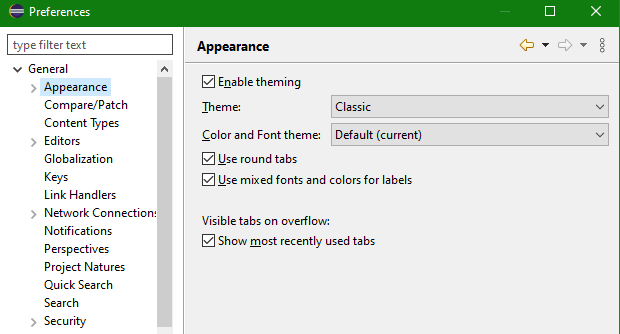 Preferences
type filter text
General
Appearance
Compare/Patch
Content Types
Editors
Globalization
Keys
Link Handlers
Network Connections
Notifications
Perspectives
Project Natures
Quick Search
Search
Security
Appearance
Enable theming
Theme: Classic
Color and Font theme: Default (current)
Use round tabs
Use mixed fonts and colors for labels
Visible tabs on overflow:
Show most recently used tabs